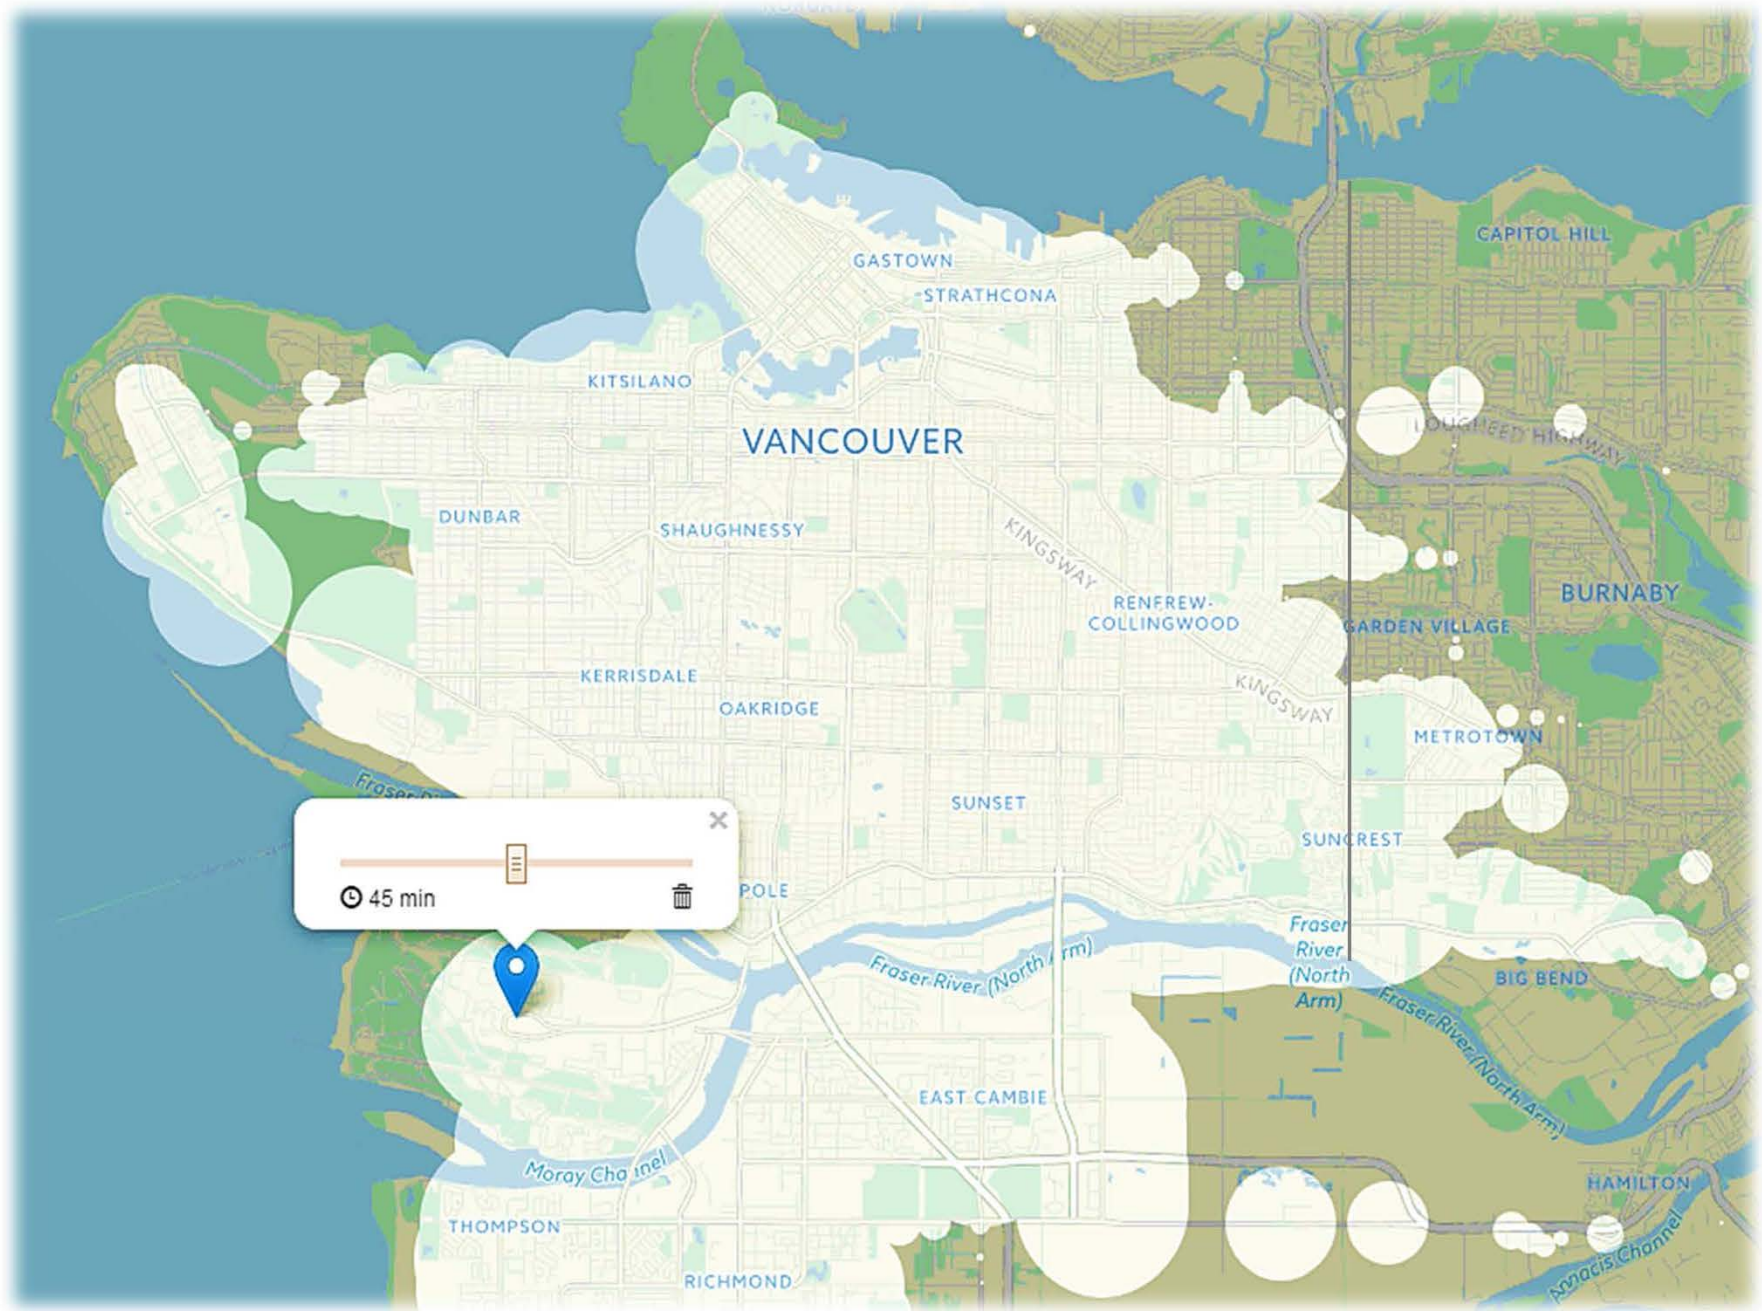 CAPITOL HILL
GASTOWN
STRATHCONA
KITSILANO
LOUGHEED HIGHWAY
VANCOUVER
DUNBAR
SHAUGHNESSY
KINGSWAY
BURNABY
RENFREW-
COLLINGWOOD
GARDEN VILLAGE
KERRISDALE
KINGSWAY
OAKRIDGE
METROTOWN
SUNSET
SUNCREST
45 min
POLE
Fraser
River
(North
Arm)
Fraser River (North Arm)
BIG BEND
Fraser River (North Arm)
EAST CAMBIE
Moray Channel
HAMILTON
THOMPSON
Annacis Channel
RICHMOND